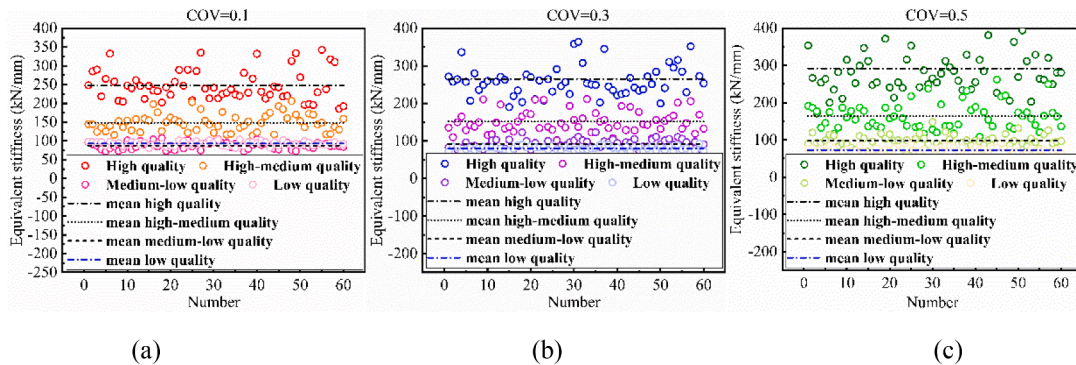 COV=0.1
Equivalent stiffness (kN/mm)
400
350
300
250
200
150
100
50
0
-50
-100
-150
-200
-250
High quality High-medium quality
Medium-low quality Low quality
mean high quality
mean high-medium quality
mean medium-low quality
mean low quality
0 10 20 30 40 50 60
Number
(a)
COV=0.3
Equivalent stiffness (kN/mm)
400
300
200
100
0
-100
-200
High quality High-medium quality
Medium-low quality Low quality
mean high quality
mean high-medium quality
mean medium-low quality
mean low quality
0 10 20 30 40 50 60
Number
(b)
COV=0.5
Equivalent stiffness (kN/mm)
400
300
200
100
0
-100
-200
High quality High-medium quality
Medium-low quality Low quality
mean high quality
mean high-medium quality
mean medium-low quality
mean low quality
0 10 20 30 40 50 60
Number
(c)